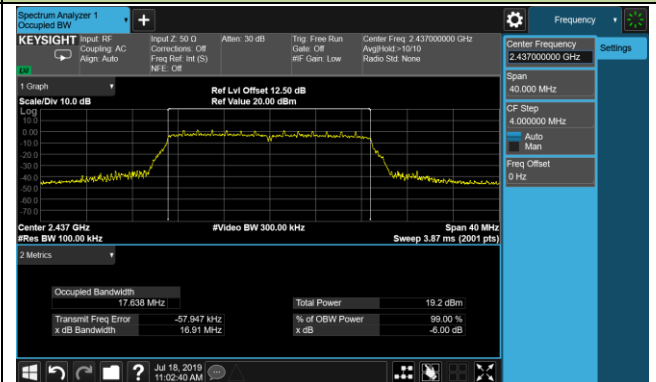 Spectrum Analyzer 1
Occupied BW
+
Frequency
KEYSIGHT
Input: RF
Coupling: AC
Align: Auto
Input Z: 50 Ω
Corrections: Off
Freq Ref: Int (S)
NFE: Off
Atten: 30 dB
Trig: Free Run
Gate: Off
#IF Gain: Low
Center Freq: 2.437000000 GHz
Avg|Hold:>10/10
Radio Std: None
Center Frequency
2.437000000 GHz
Settings
Span
40.000 MHz
CF Step
4.000000 MHz
Auto
Man
Freq Offset
0 Hz
1 Graph
Scale/Div 10.0 dB
Ref Lvl Offset 12.50 dB
Ref Value 20.00 dBm
Log
10.0
0.00
-10.0
-20.0
-30.0
-40.0
-50.0
-60.0
-70.0
Center 2.437 GHz
#Res BW 100.00 kHz
#Video BW 300.00 kHz
Span 40 MHz
Sweep 3.87 ms (2001 pts)
2 Metrics
Occupied Bandwidth
17.638 MHz
Total Power 19.2 dBm
Transmit Freq Error -57.947 kHz
% of OBW Power 99.00 %
x dB Bandwidth 16.91 MHz
x dB -6.00 dB
?
Jul 18, 2019
11:02:40 AM